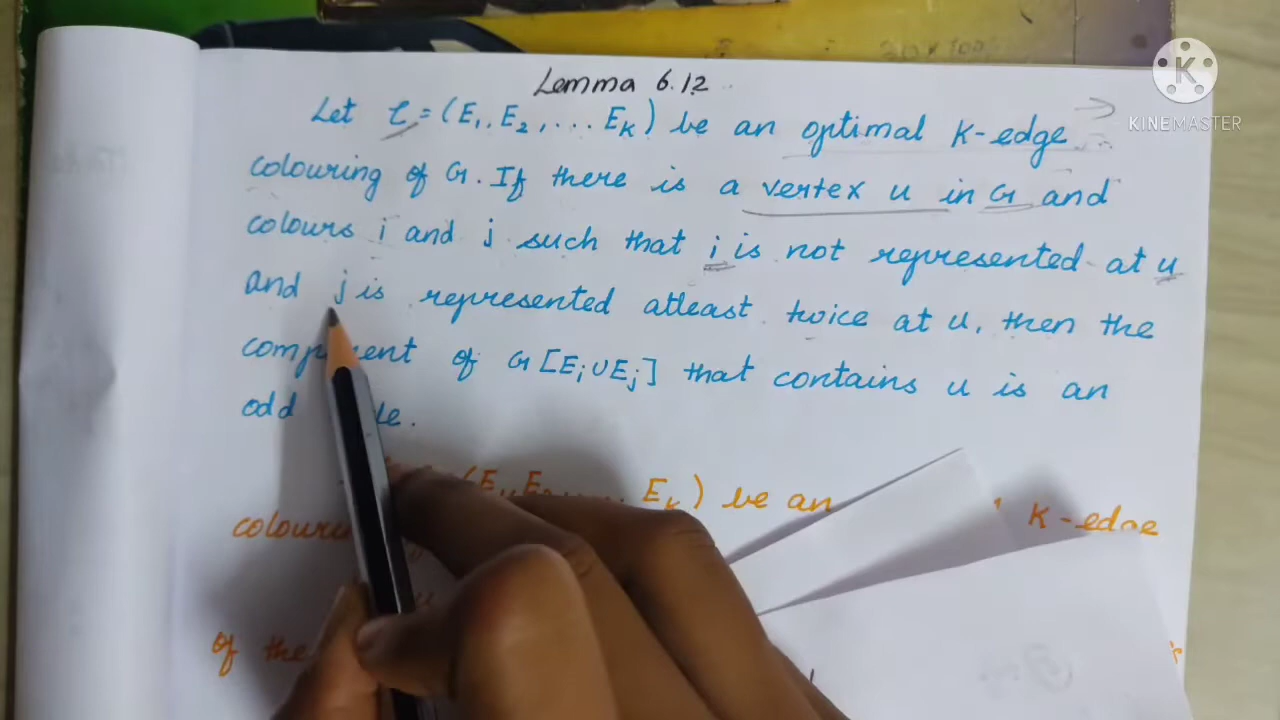 Lemma 6.12
Let C = (E1, E2, ... EK) be an optimal K-edge
colouring of G. If there is a vertex u in G and
colours i and j such that i is not represented at u
and j is represented atleast twice at u, then the
of G [Ei ∪ Ej] that contains u is an
odd
(E1, E2, ... EK) be an K-edge
of the
KINEMASTER